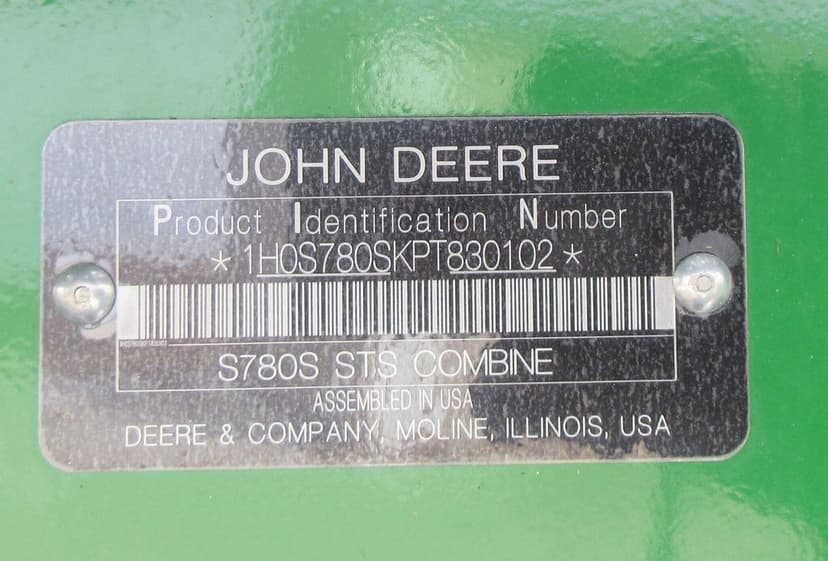 JOHN DEERE
Product Identification Number
*1H0S780SKPT830102*
S780S STS COMBINE
ASSEMBLED IN USA
DEERE & COMPANY, MOLINE, ILLINOIS, USA